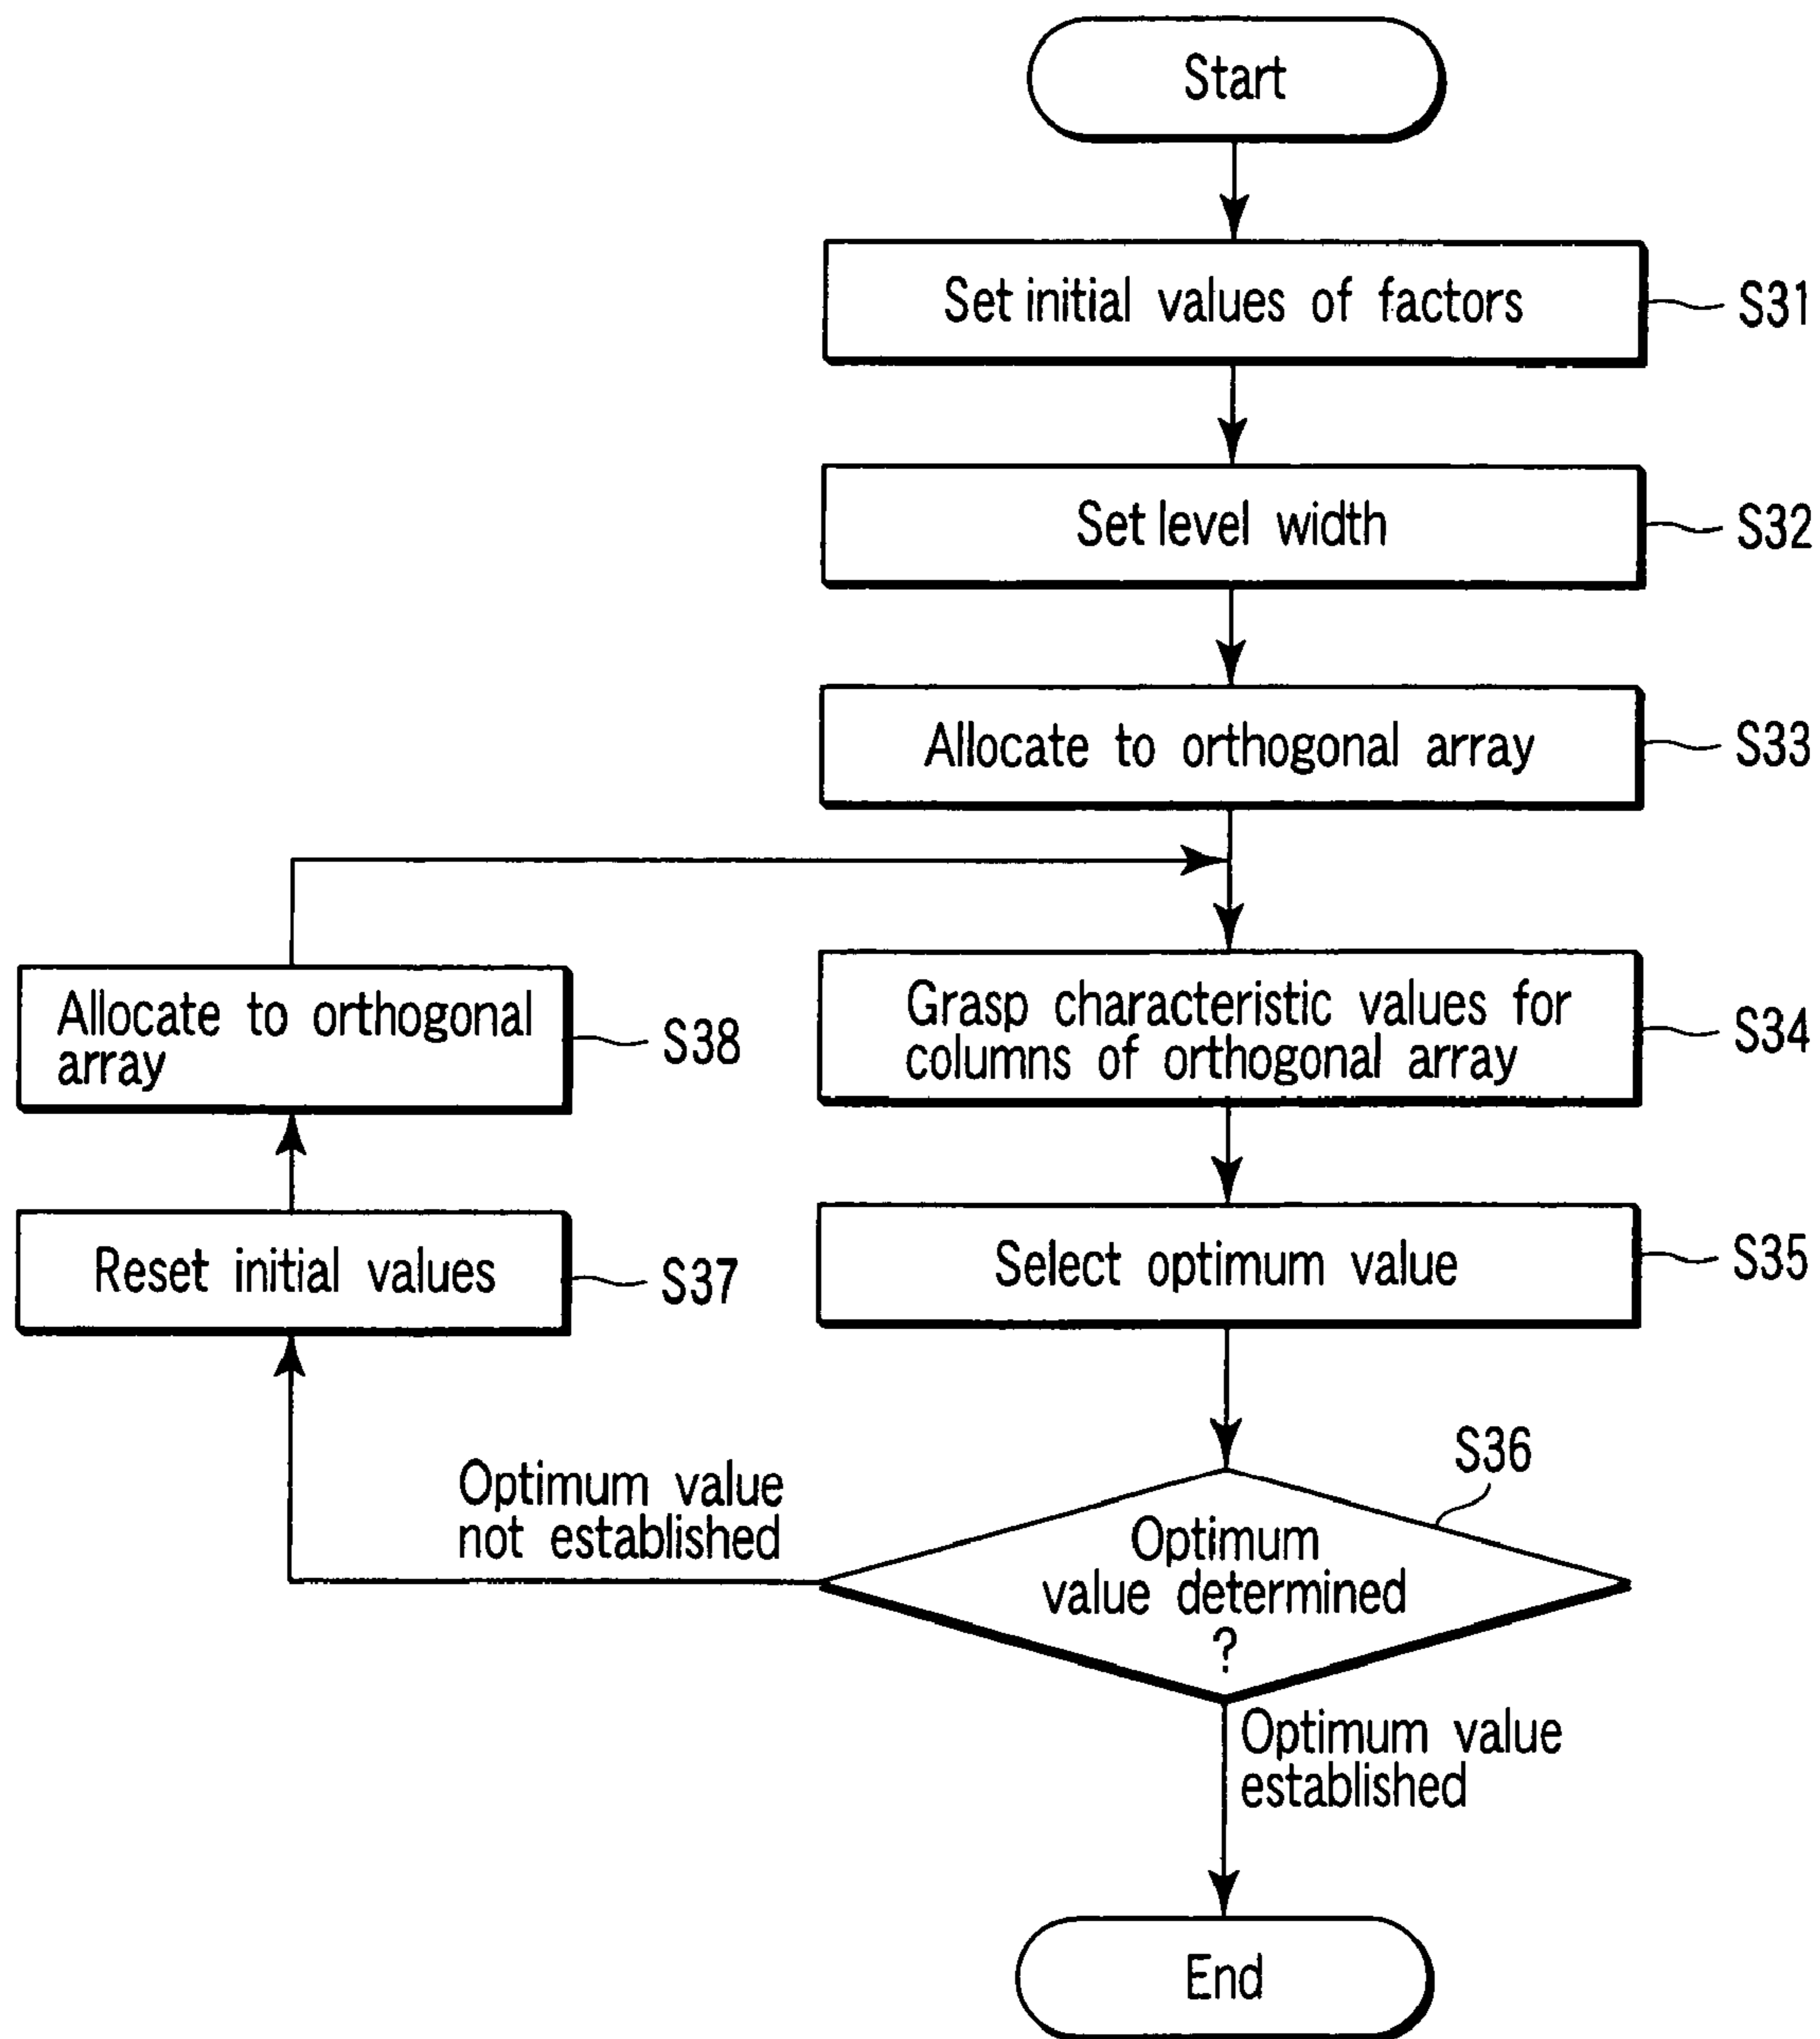 Start
Set initial values of factors
S31
Set level width
S32
Allocate to orthogonal array
S33
Grasp characteristic values for
columns of orthogonal array
S34
Allocate to orthogonal
array
S38
Select optimum value
S35
Reset initial values
S37
S36
Optimum value
not established
Optimum
value determined
?
Optimum value
established
End